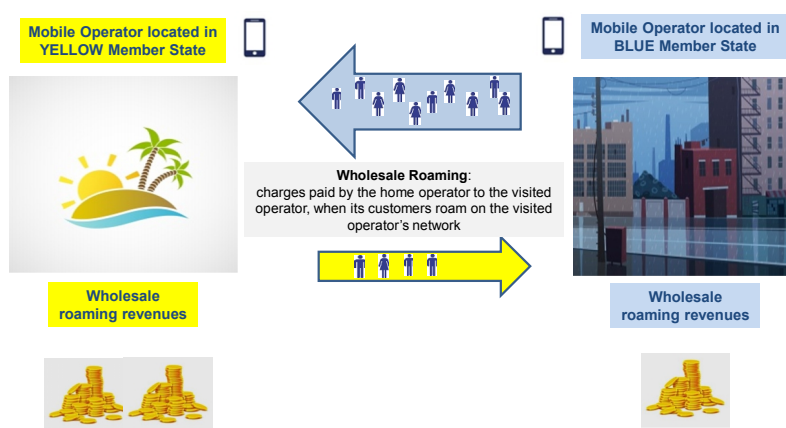 Mobile Operator located in
YELLOW Member State
Mobile Operator located in
BLUE Member State
Wholesale Roaming:
charges paid by the home operator to the visited
operator, when its customers roam on the visited
operator's network
Wholesale
roaming revenues
Wholesale
roaming revenues